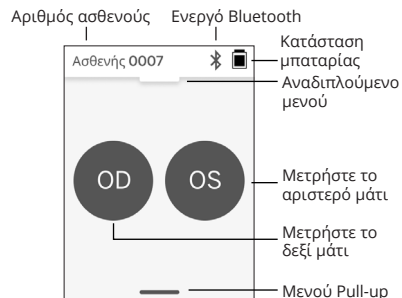 Αριθμός ασθενούς
Ενεργό Bluetooth
Ασθενής 0007
Κατάσταση
μπαταρίας
Αναδιπλούμενο
μενού
OD
OS
Μετρήστε το
αριστερό μάτι
Μετρήστε το
δεξί μάτι
Μενού Pull-up